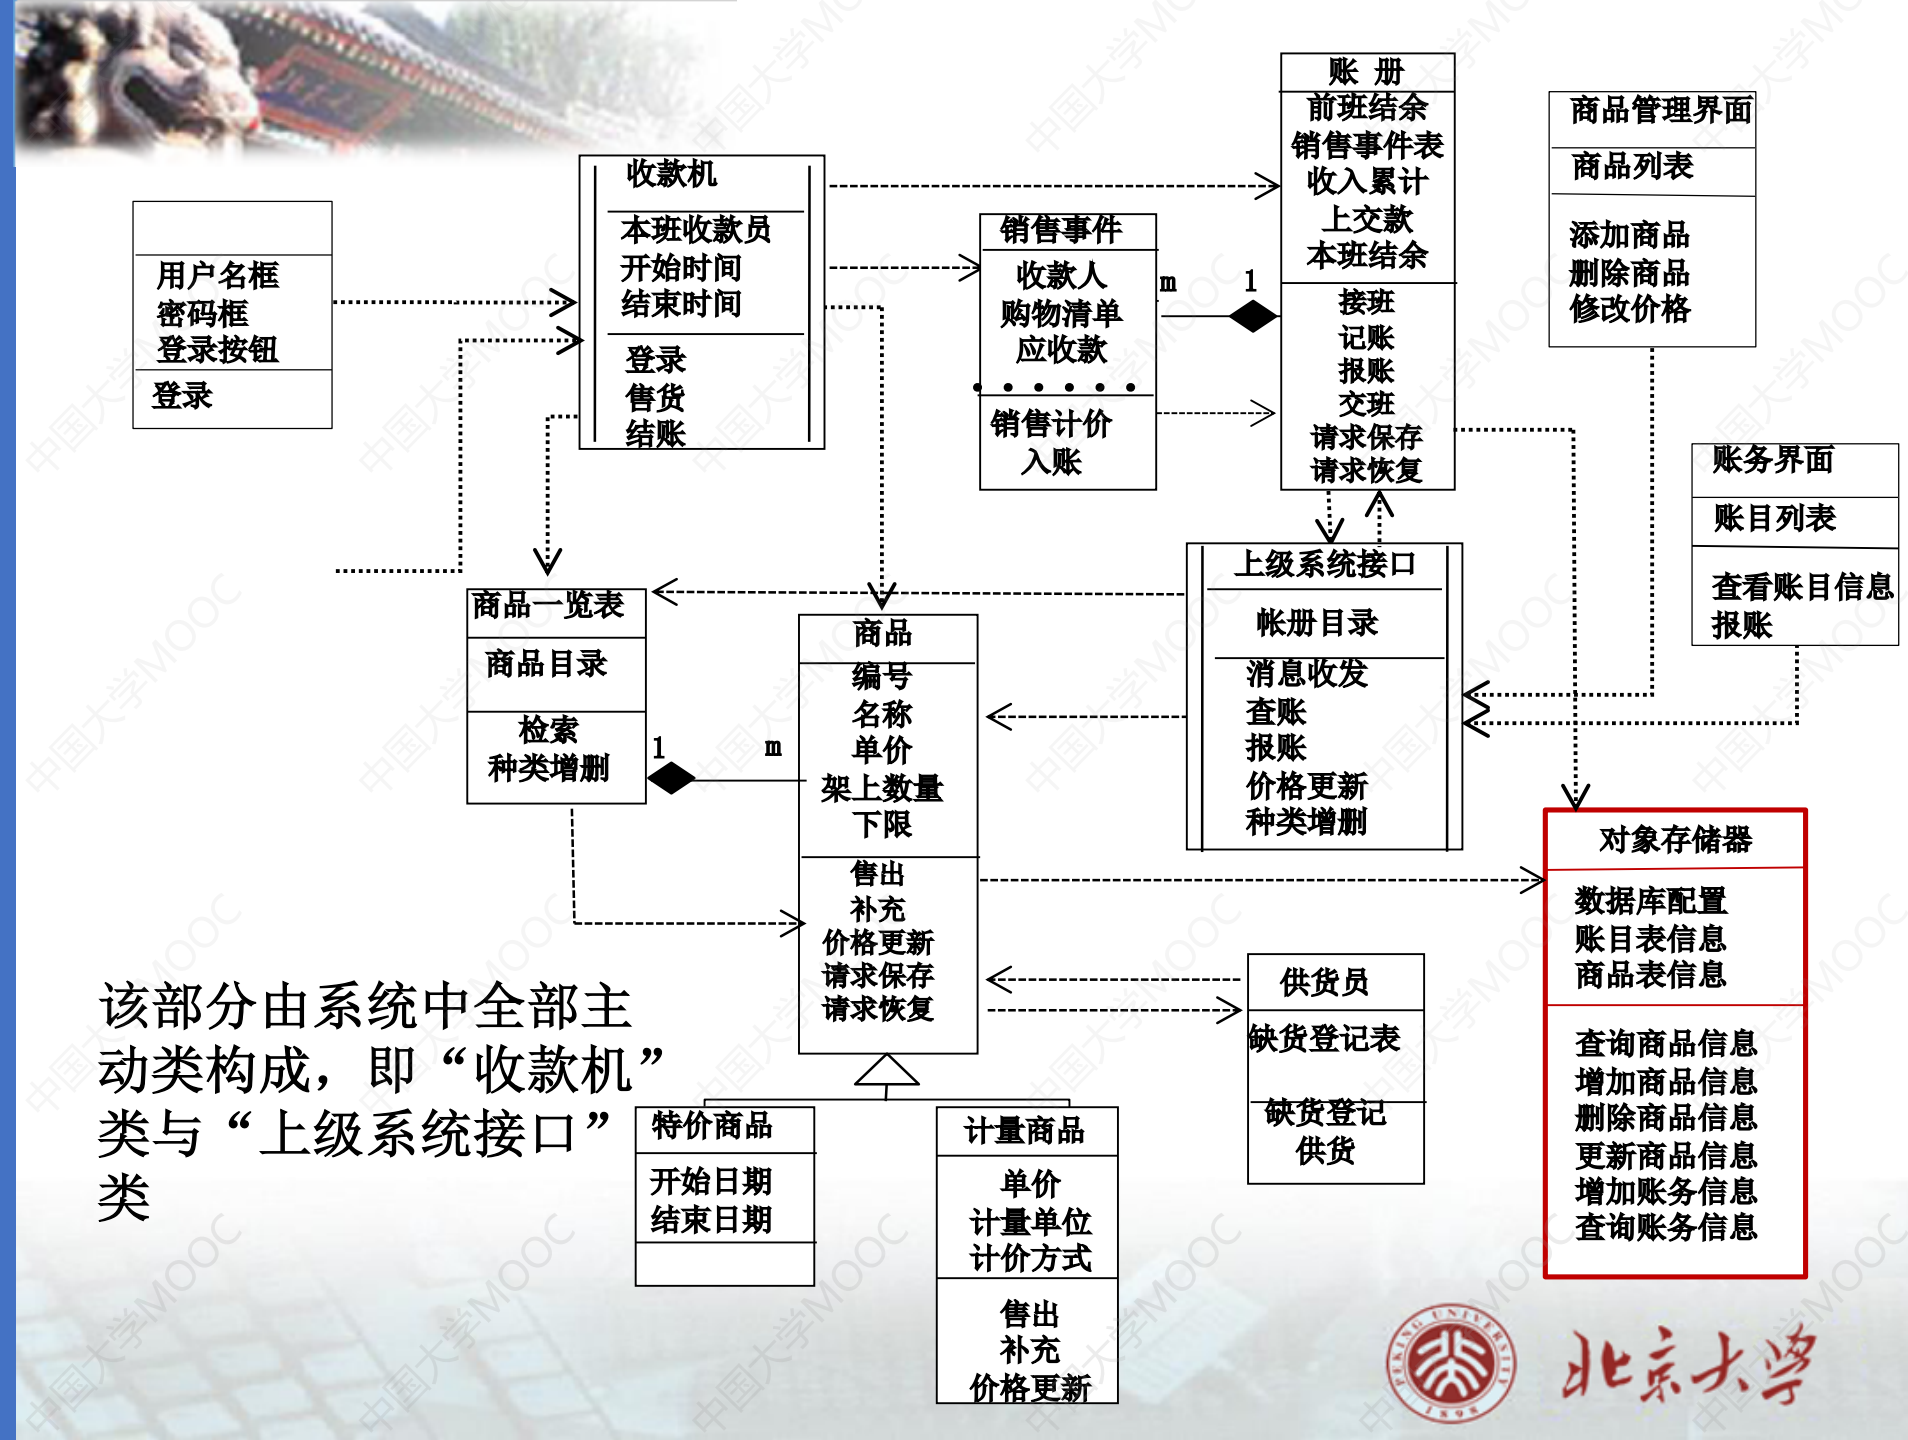 收款机
本班收款员
开始时间
结束时间
登录
售货
结账
用户名框
密码框
登录按钮
登录
销售事件
收款人
购物清单
应收款
• • • • • •
销售计价
入账
m
1
账 册
前班结余
销售事件表
收入累计
上交款
本班结余
接班
记账
报账
交班
请求保存
请求恢复
商品管理界面
商品列表
添加商品
删除商品
修改价格
账务界面
账目列表
查看账目信息
报账
商品一览表
商品目录
检索
种类增删
1
m
商品
编号
名称
单价
架上数量
下限
售出
补充
价格更新
请求保存
请求恢复
上级系统接口
帐册目录
消息收发
查账
报账
价格更新
种类增删
对象存储器
数据库配置
账目表信息
商品表信息
查询商品信息
增加商品信息
删除商品信息
更新商品信息
增加账务信息
查询账务信息
供货员
缺货登记表
缺货登记
供货
该部分由系统中全部主
动类构成，即“收款机”
类与“上级系统接口”
类
特价商品
开始日期
结束日期
计量商品
单价
计量单位
计价方式
售出
补充
价格更新
PEKING UNIVERSITY
1898
北京大学
中国大学MOOC